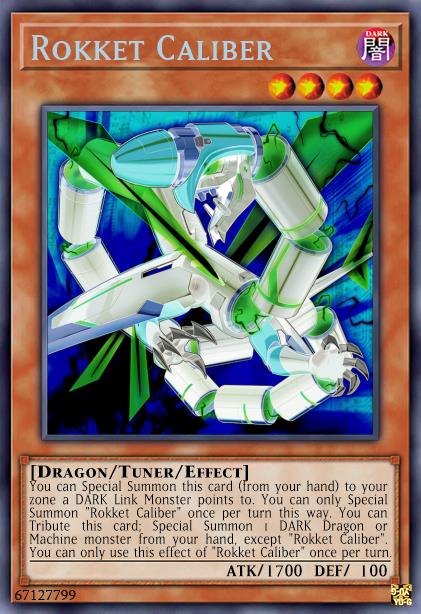 ROKKET CALIBER
DARK
闇
[DRAGON/TUNER/EFFECT]
You can Special Summon this card (from your hand) to your
zone a DARK Link Monster points to. You can only Special
Summon "Rokket Caliber" once per turn this way. You can
Tribute this card; Special Summon 1 DARK Dragon or
Machine monster from your hand, except "Rokket Caliber".
You can only use this effect of "Rokket Caliber" once per turn.
ATK/1700 DEF/ 100
67127799